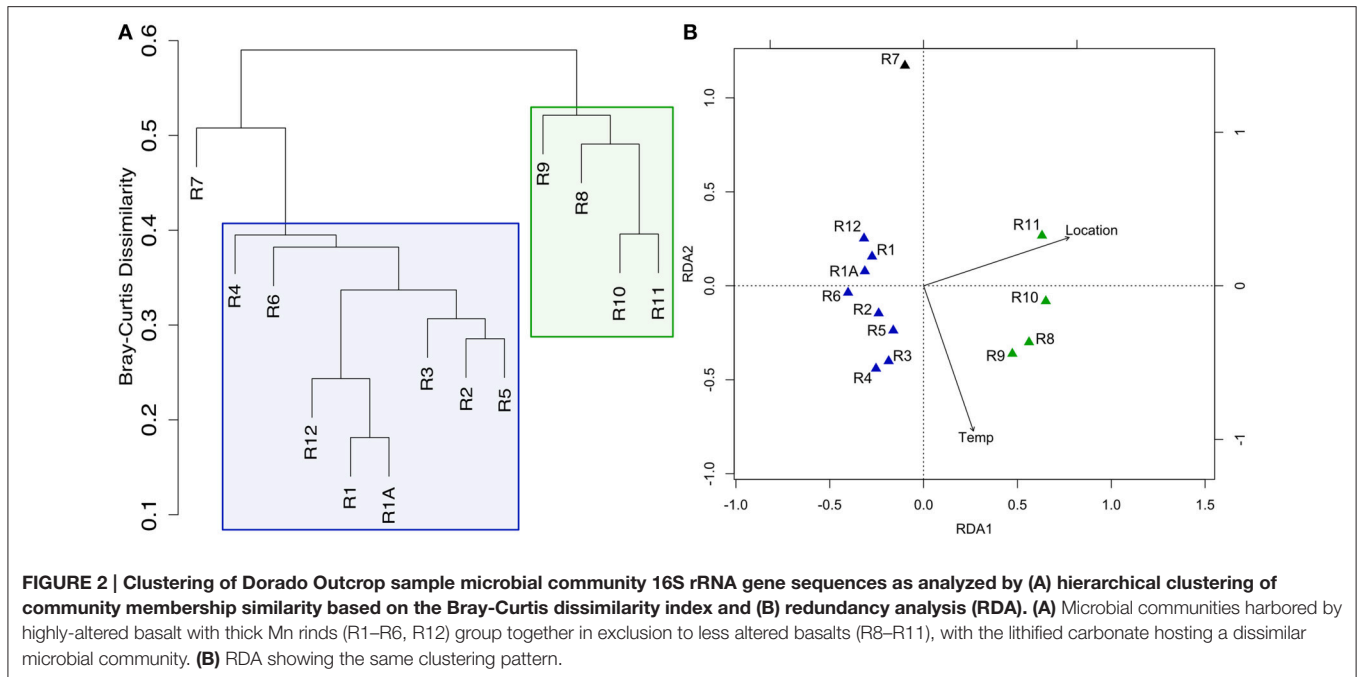 A
Bray-Curtis Dissimilarity
0.6
0.5
0.4
0.3
0.2
0.1
R7
R4
R6
R12
R1
R1A
R3
R2
R5
R9
R8
R10
R11
B
RDA2
1.0
0.5
0.0
-0.5
-1.0
R7
R12
R1
R1A
R6
R2
R5
R3
R4
R11
Location
R10
R8
R9
Temp
1
0
-1
-1.0 -0.5 0.0 0.5 1.0 1.5
RDA1
FIGURE 2 | Clustering of Dorado Outcrop sample microbial community 16S rRNA gene sequences as analyzed by (A) hierarchical clustering of
community membership similarity based on the Bray-Curtis dissimilarity index and (B) redundancy analysis (RDA). (A) Microbial communities harbored by
highly-altered basalt with thick Mn rinds (R1–R6, R12) group together in exclusion to less altered basalts (R8–R11), with the lithified carbonate hosting a dissimilar
microbial community. (B) RDA showing the same clustering pattern.